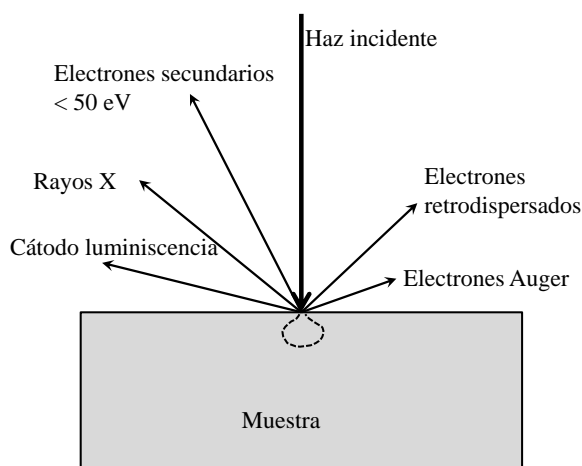 Haz incidente
Electrones secundarios
< 50 eV
Rayos X
Electrones
retrodispersados
Cátodo luminiscencia
Electrones Auger
Muestra